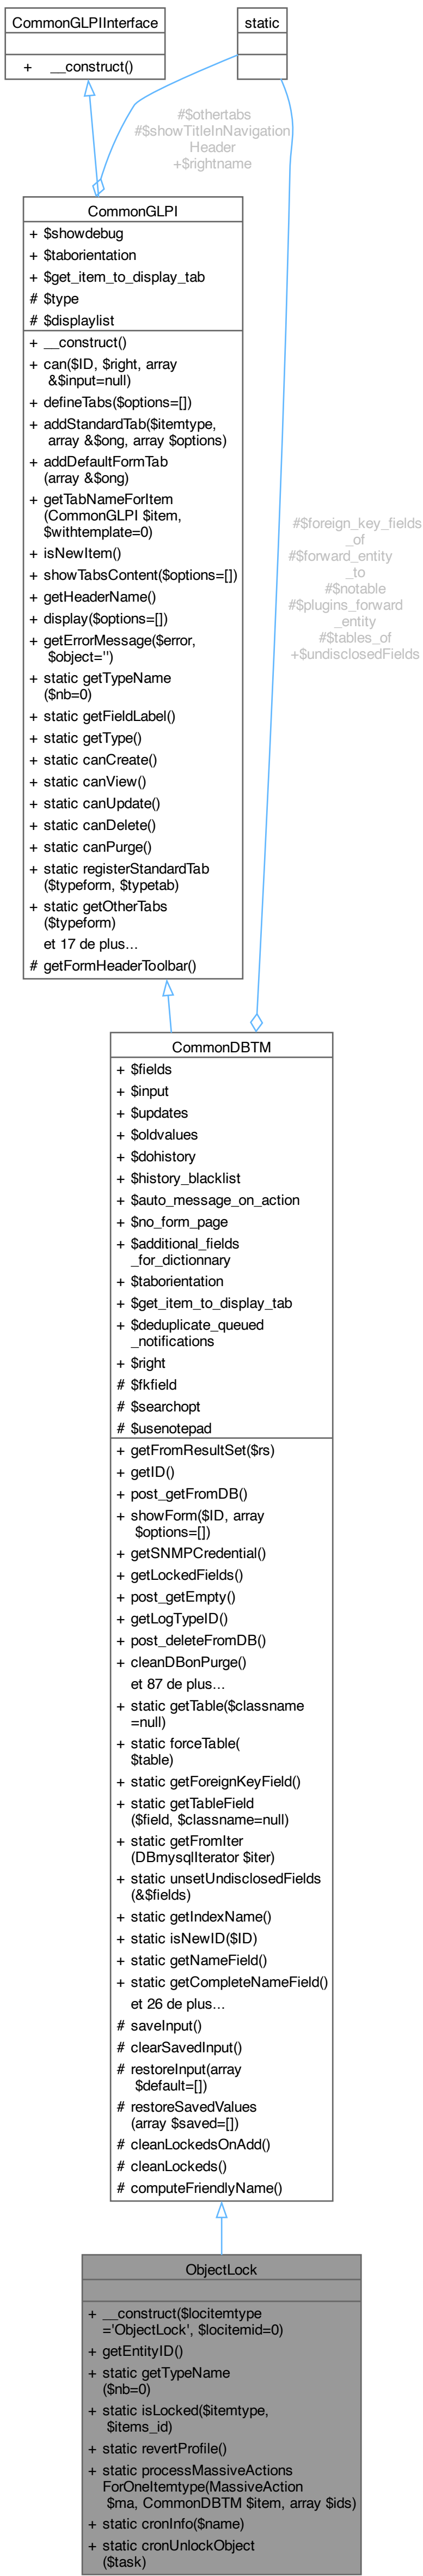 CommonGLPIInterface
+ __construct()
static
#$othertabs
#$showTitleInNavigation
Header
+$rightname
CommonGLPI
+ $showdebug
+ $taborientation
+ $get_item_to_display_tab
# $type
# $displaylist
+ __construct()
+ can($ID, $right, array
&$input=null)
+ defineTabs($options=[])
+ addStandardTab($itemtype,
array &$ong, array $options)
+ addDefaultFormTab
(array &$ong)
+ getTabNameForItem
(CommonGLPI $item,
$withtemplate=0)
+ isNewItem()
+ showTabsContent($options=[])
+ getHeaderName()
+ display($options=[])
+ getErrorMessage($error,
$object='')
+ static getTypeName
($nb=0)
+ static getFieldLabel()
+ static getType()
+ static canCreate()
+ static canView()
+ static canUpdate()
+ static canDelete()
+ static canPurge()
+ static registerStandardTab
($typeform, $typetab)
+ static getOtherTabs
($typeform)
et 17 de plus...
# getFormHeaderToolbar()
#$foreign_key_fields
_of
#$forward_entity
_to
#$notable
#$plugins_forward
_entity
#$tables_of
+$undisclosedFields
CommonDBTM
+ $fields
+ $input
+ $updates
+ $oldvalues
+ $dohistory
+ $history_blacklist
+ $auto_message_on_action
+ $no_form_page
+ $additional_fields
_for_dictionnary
+ $taborientation
+ $get_item_to_display_tab
+ $deduplicate_queued
_notifications
+ $right
# $fkfield
# $searchopt
# $usenotepad
+ getFromResultSet($rs)
+ getID()
+ post_getFromDB()
+ showForm($ID, array
$options=[])
+ getSNMPCredential()
+ getLockedFields()
+ post_getEmpty()
+ getLogTypeID()
+ post_deleteFromDB()
+ cleanDBonPurge()
et 87 de plus...
+ static getTable($classname
=null)
+ static forceTable(
$table)
+ static getForeignKeyField()
+ static getTableField
($field, $classname=null)
+ static getFromIter
(DBmysqlIterator $iter)
+ static unsetUndisclosedFields
(&$fields)
+ static getIndexName()
+ static isNewID($ID)
+ static getNameField()
+ static getCompleteNameField()
et 26 de plus...
# saveInput()
# clearSavedInput()
# restoreInput(array
$default=[])
# restoreSavedValues
(array $saved=[])
# cleanLockedsOnAdd()
# cleanLockeds()
# computeFriendlyName()
ObjectLock
+ __construct($locitemtype
='ObjectLock', $locitemid=0)
+ getEntityID()
+ static getTypeName
($nb=0)
+ static isLocked($itemtype,
$items_id)
+ static revertProfile()
+ static processMassiveActions
ForOneItemtype(MassiveAction
$ma, CommonDBTM $item, array $ids)
+ static cronInfo($name)
+ static cronUnlockObject
($task)